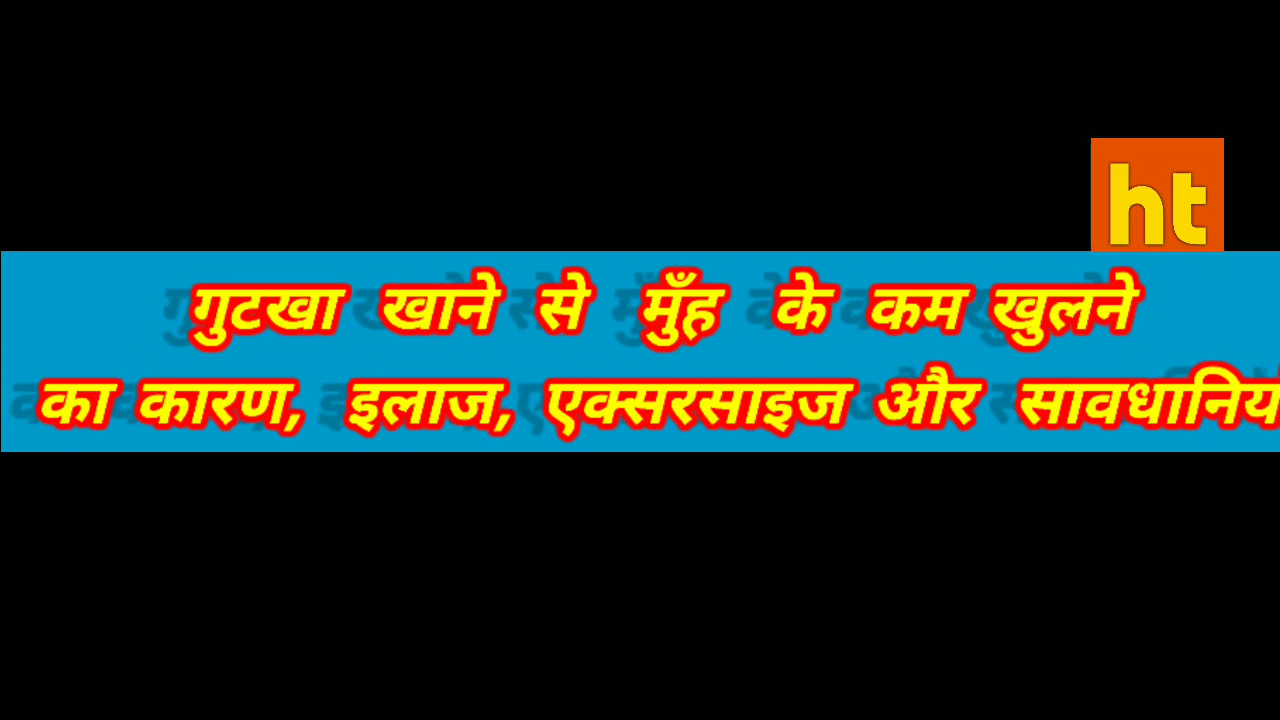 ht
गुटखा खाने से मुँह के कम खुलने
का कारण, इलाज, एक्सरसाइज और सावधानिय